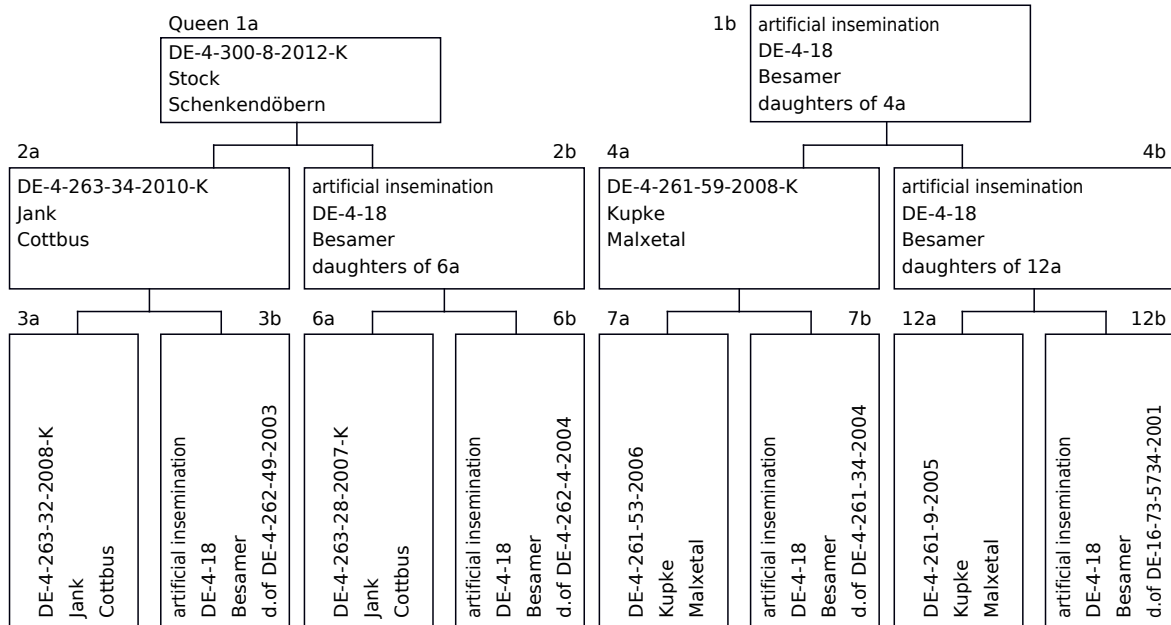 Queen 1a
DE-4-300-8-2012-K
Stock
Schenkendöbern
1b
artificial insemination
DE-4-18
Besamer
daughters of 4a
2a
DE-4-263-34-2010-K
Jank
Cottbus
2b
artificial insemination
DE-4-18
Besamer
daughters of 6a
4a
DE-4-261-59-2008-K
Kupke
Malxetal
4b
artificial insemination
DE-4-18
Besamer
daughters of 12a
3a
DE-4-263-32-2008-K
Jank
Cottbus
3b
artificial insemination
DE-4-18
Besamer
d.of DE-4-262-49-2003
6a
DE-4-263-28-2007-K
Jank
Cottbus
6b
artificial insemination
DE-4-18
Besamer
d.of DE-4-262-4-2004
7a
DE-4-261-53-2006
Kupke
Malxetal
7b
artificial insemination
DE-4-18
Besamer
d.of DE-4-261-34-2004
12a
DE-4-261-9-2005
Kupke
Malxetal
12b
artificial insemination
DE-4-18
Besamer
d.of DE-16-73-5734-2001